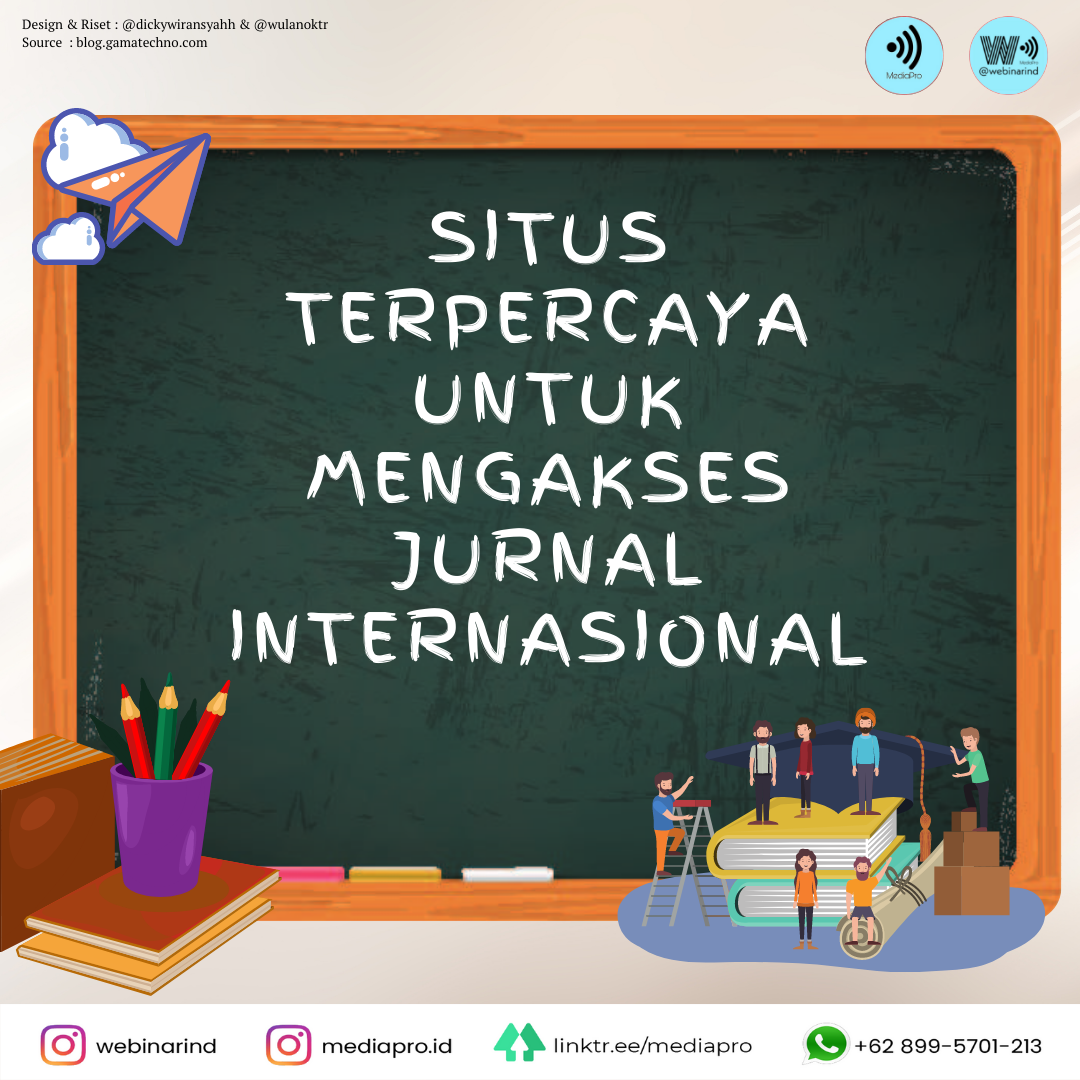 Design & Riset : @dickywiransyahh & @wulanoktr
Source : blog.gamatechno.com
MediaPro
MediaPro
@webinarind
SITUS
TERPERCAYA
UNTUK
MENGAKSES
JURNAL
INTERNASIONAL
webinarind
mediapro.id
linktr.ee/mediapro
+62 899-5701-213